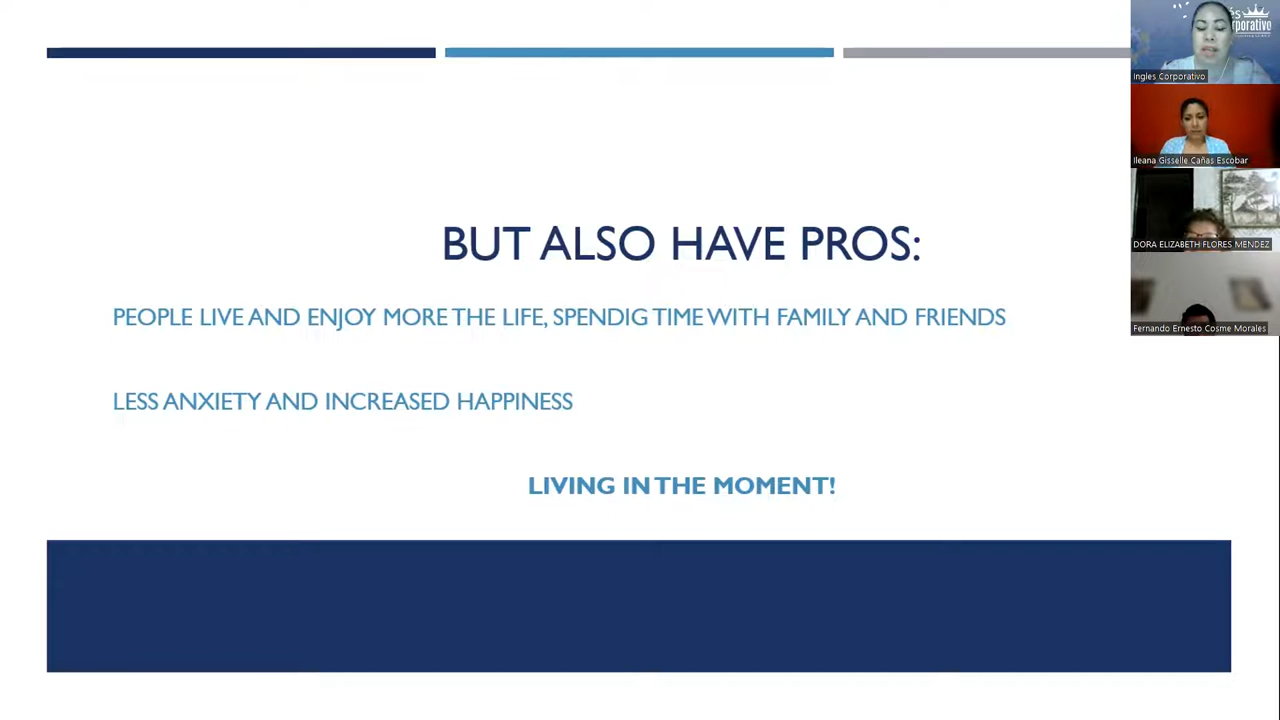 BUT ALSO HAVE PROS:
PEOPLE LIVE AND ENJOY MORE THE LIFE, SPENDIG TIME WITH FAMILY AND FRIENDS
LESS ANXIETY AND INCREASED HAPPINESS
LIVING IN THE MOMENT!
Ingles Corporativo
Ileana Gisselle Cañas Escobar
DORA ELIZABETH FLORES MENDEZ
Fernando Ernesto Cosme Morales